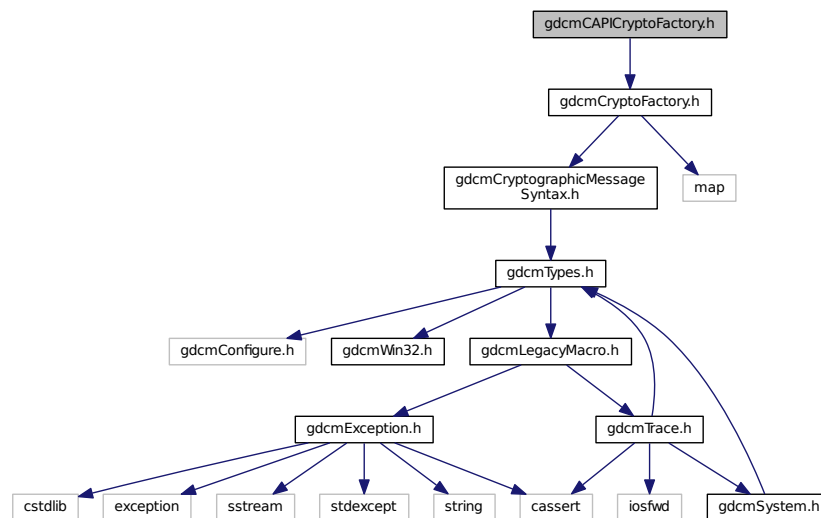 gdcmCAPICryptoFactory.h
gdcmCryptoFactory.h
gdcmCryptographicMessage
Syntax.h
map
gdcmTypes.h
gdcmConfigure.h
gdcmWin32.h
gdcmLegacyMacro.h
gdcmException.h
gdcmTrace.h
cstdlib
exception
sstream
stdexcept
string
cassert
iosfwd
gdcmSystem.h